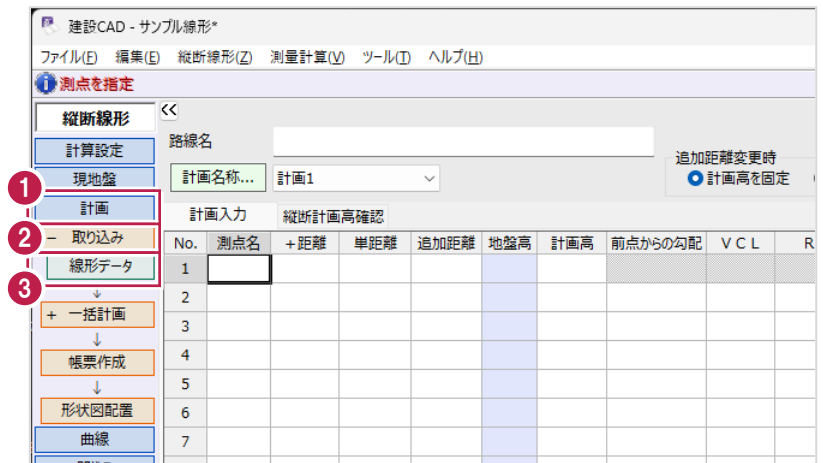 建設CAD - サンプル線形*
ファイル(F) 編集(E) 縦断線形(Z) 測量計算(V) ツール(T) ヘルプ(H)
測点を指定
縦断線形
計算設定
現地盤
1
計画
2
− 取り込み
3
線形データ
↓
+ 一括計画
↓
帳票作成
↓
形状図配置
曲線
<<
路線名
計画名称... 計画1
追加距離変更時
計画高を固定
計画入力 縦断計画高確認
No. 測点名 +距離 単距離 追加距離 地盤高 計画高 前点からの勾配 VCL R
1
2
3
4
5
6
7